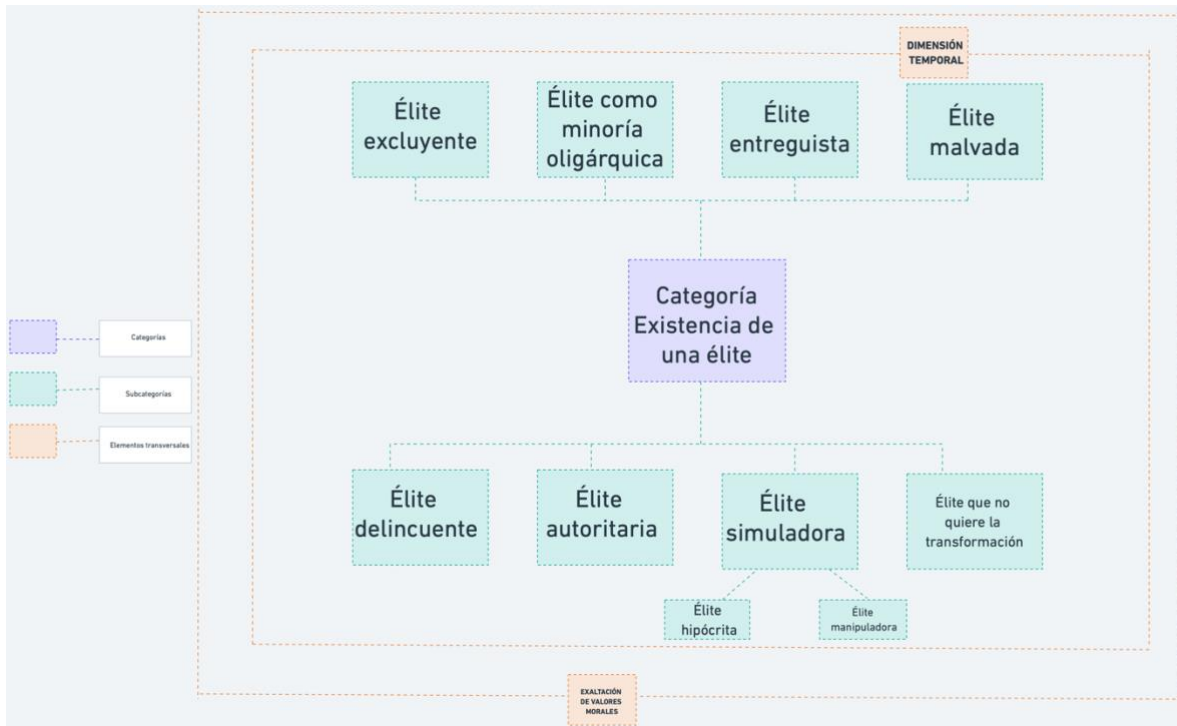 DIMENSIÓN
TEMPORAL
Élite
excluyente
Élite como
minoría
oligárquica
Élite
entreguista
Élite
malvada
Categoría
Existencia de
una élite
Categorías
Subcategorías
Elementos transversales
Élite
delincuente
Élite
autoritaria
Élite
simuladora
Élite que no
quiere la
transformación
Élite
hipócrita
Élite
manipuladora
EXALTACIÓN
DE VALORES
MORALES